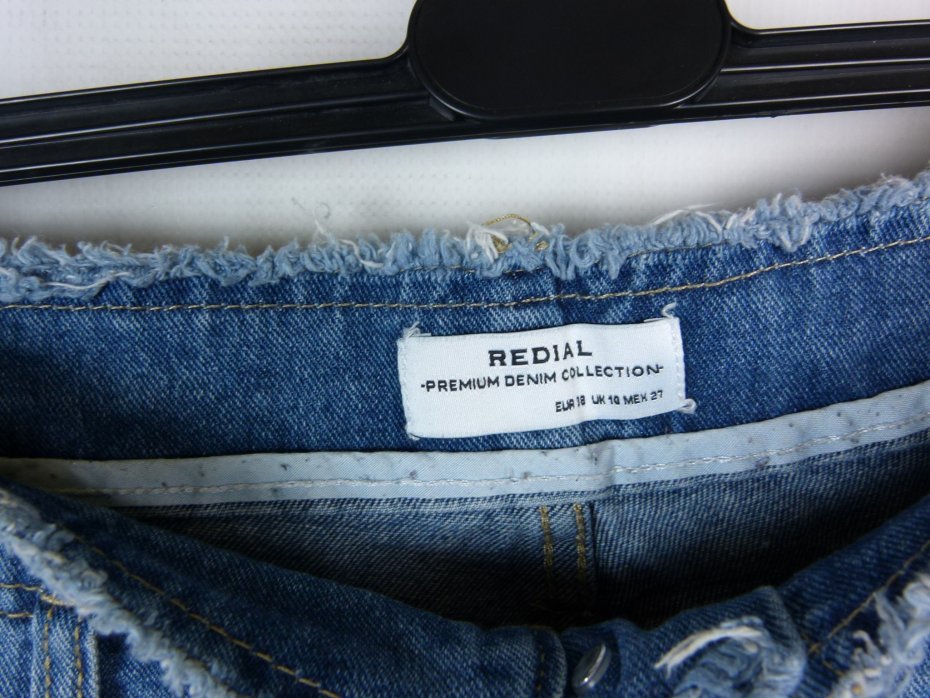 REDIAL
-PREMIUM DENIM COLLECTION-
EUR 38 UK 10 MEX 27